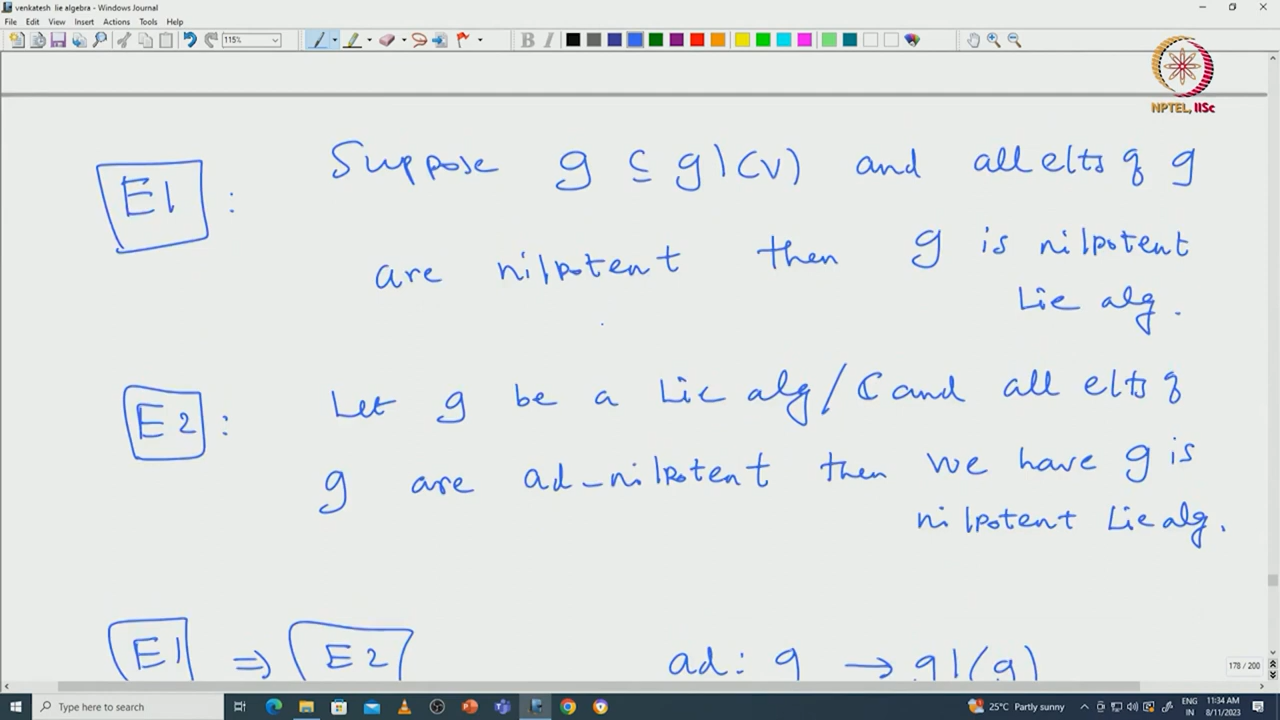 venkatesh lie algebra - Windows Journal
File Edit View Insert Actions Tools Help
115%
B I
NPTEL, IISc
E1 : Suppose g ⊆ gl(V) and all elts of g
are nilpotent then g is nilpotent
Lie alg.
E2 : Let g be a Lie alg/C and all elts of
g are ad-nilpotent then we have g is
nilpotent Lie alg.
E1 ⇒ E2 ad: g → gl(g)
178 / 200
Type here to search
25°C Partly sunny
ENG
IN
11:34 AM
8/11/2023